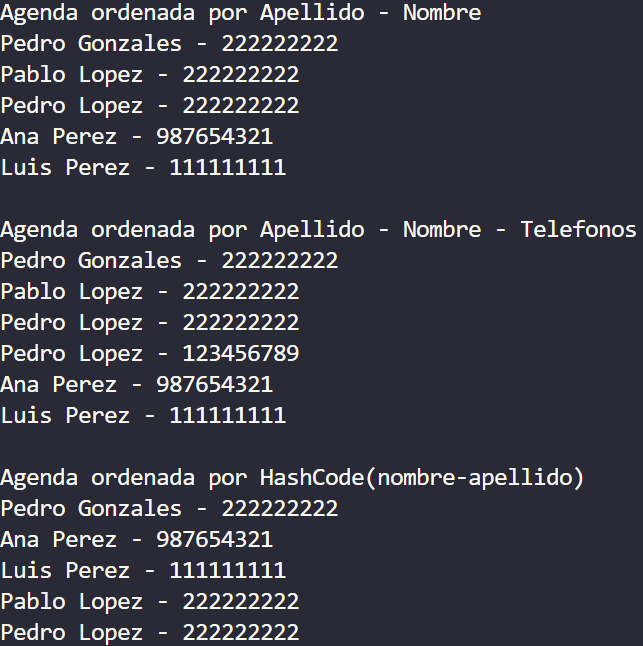 Agenda ordenada por Apellido - Nombre
Pedro Gonzales - 222222222
Pablo Lopez - 222222222
Pedro Lopez - 222222222
Ana Perez - 987654321
Luis Perez - 111111111

Agenda ordenada por Apellido - Nombre - Telefonos
Pedro Gonzales - 222222222
Pablo Lopez - 222222222
Pedro Lopez - 222222222
Pedro Lopez - 123456789
Ana Perez - 987654321
Luis Perez - 111111111

Agenda ordenada por HashCode(nombre-apellido)
Pedro Gonzales - 222222222
Ana Perez - 987654321
Luis Perez - 111111111
Pablo Lopez - 222222222
Pedro Lopez - 222222222